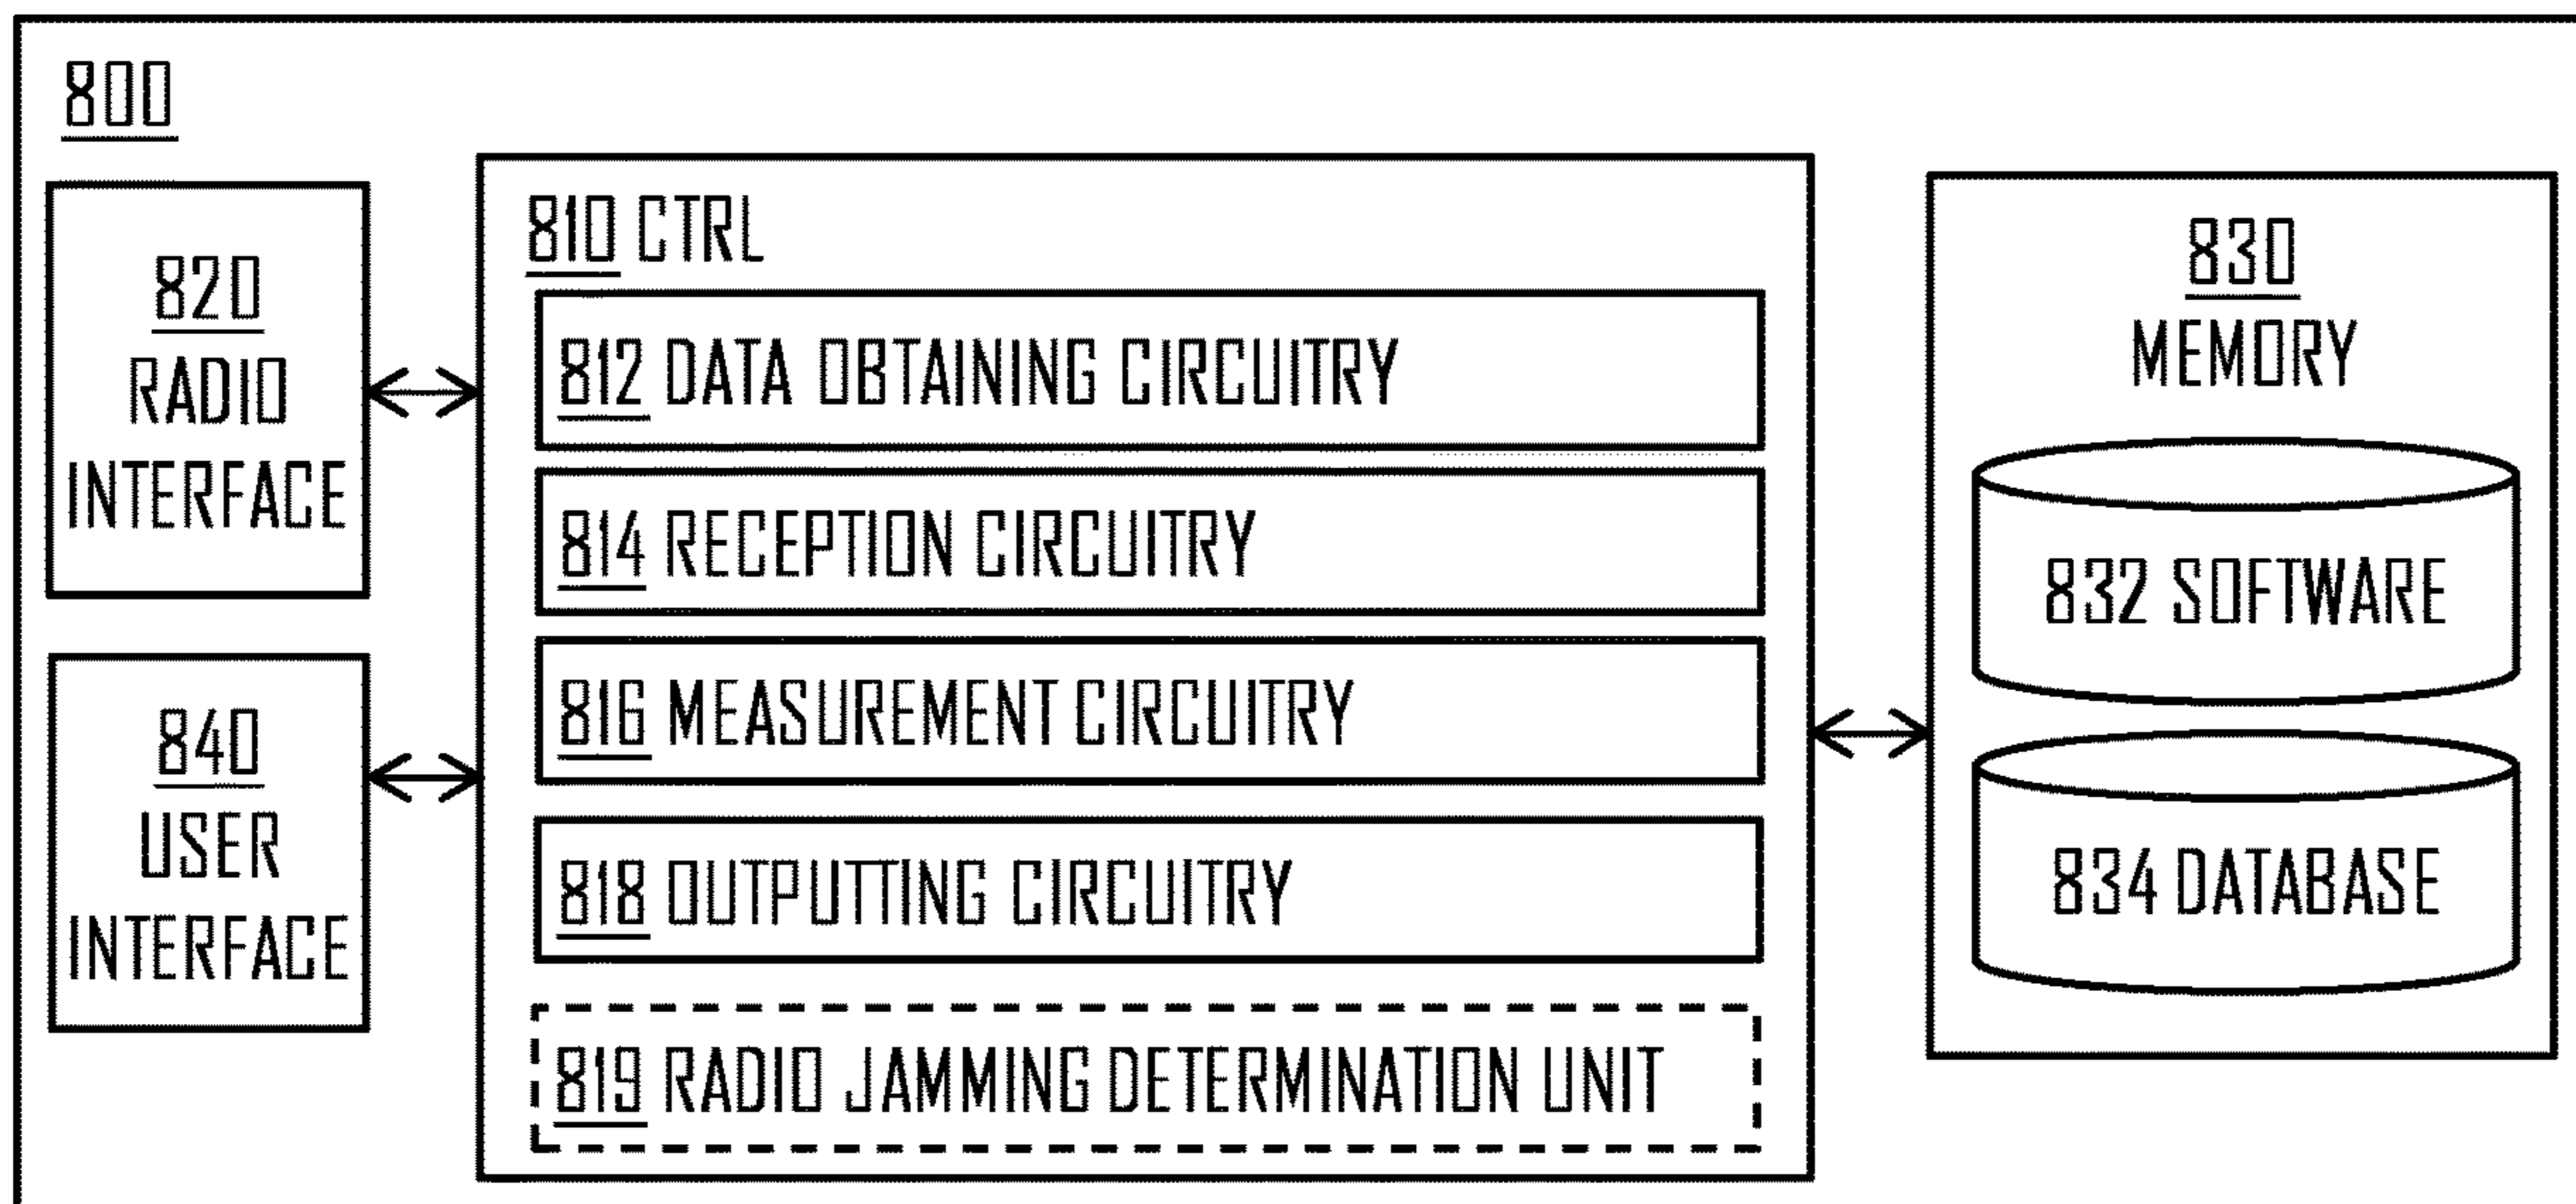 800
820
RADIO
INTERFACE
840
USER
INTERFACE
810 CTRL
812 DATA OBTAINING CIRCUITRY
814 RECEPTION CIRCUITRY
816 MEASUREMENT CIRCUITRY
818 OUTPUTTING CIRCUITRY
819 RADIO JAMMING DETERMINATION UNIT
830
MEMORY
832 SOFTWARE
834 DATABASE